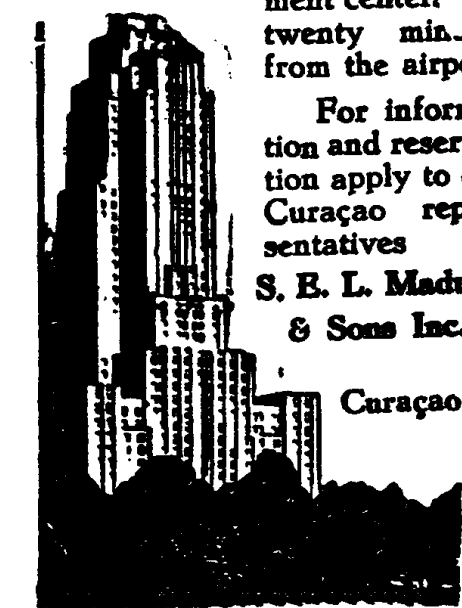 ment center.
twenty min
from the airp
For infor
tion and reser
tion apply to
Curaçao rep
sentatives
S. E. L. Madu
& Sons Inc.
Curaçao